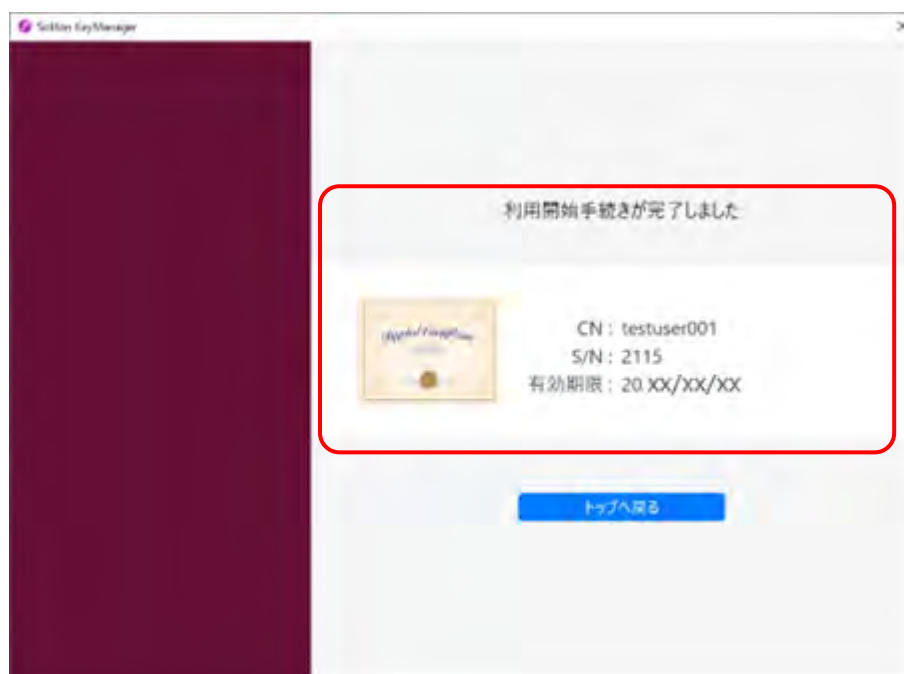 Soliton KeyManager
利用開始手続きが完了しました
CN : testuser001
S/N : 2115
有効期限 : 20 XX/XX/XX
トップへ戻る